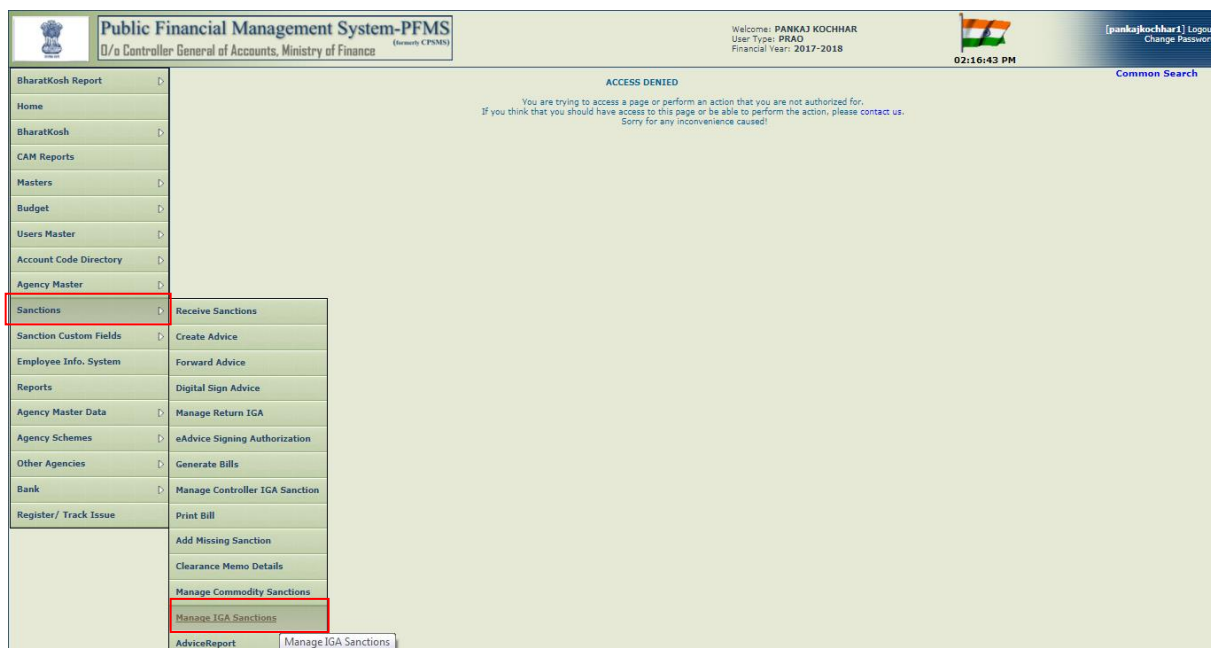 Public Financial Management System-PFMS
(formerly CPSMS)
O/o Controller General of Accounts, Ministry of Finance
Welcome: PANKAJ KOCHHAR
User Type: PRAO
Financial Year: 2017-2018
02:16:43 PM
[pankajkochhar1] Logou
Change Passwor
Common Search
ACCESS DENIED
You are trying to access a page or perform an action that you are not authorized for.
If you think that you should have access to this page or be able to perform the action, please contact us.
Sorry for any inconvenience caused!
BharatKosh Report
Home
BharatKosh
CAM Reports
Masters
Budget
Users Master
Account Code Directory
Agency Master
Sanctions
Sanction Custom Fields
Employee Info. System
Reports
Agency Master Data
Agency Schemes
Other Agencies
Bank
Register/ Track Issue
Receive Sanctions
Create Advice
Forward Advice
Digital Sign Advice
Manage Return IGA
eAdvice Signing Authorization
Generate Bills
Manage Controller IGA Sanction
Print Bill
Add Missing Sanction
Clearance Memo Details
Manage Commodity Sanctions
Manage IGA Sanctions
AdviceReport
Manage IGA Sanctions